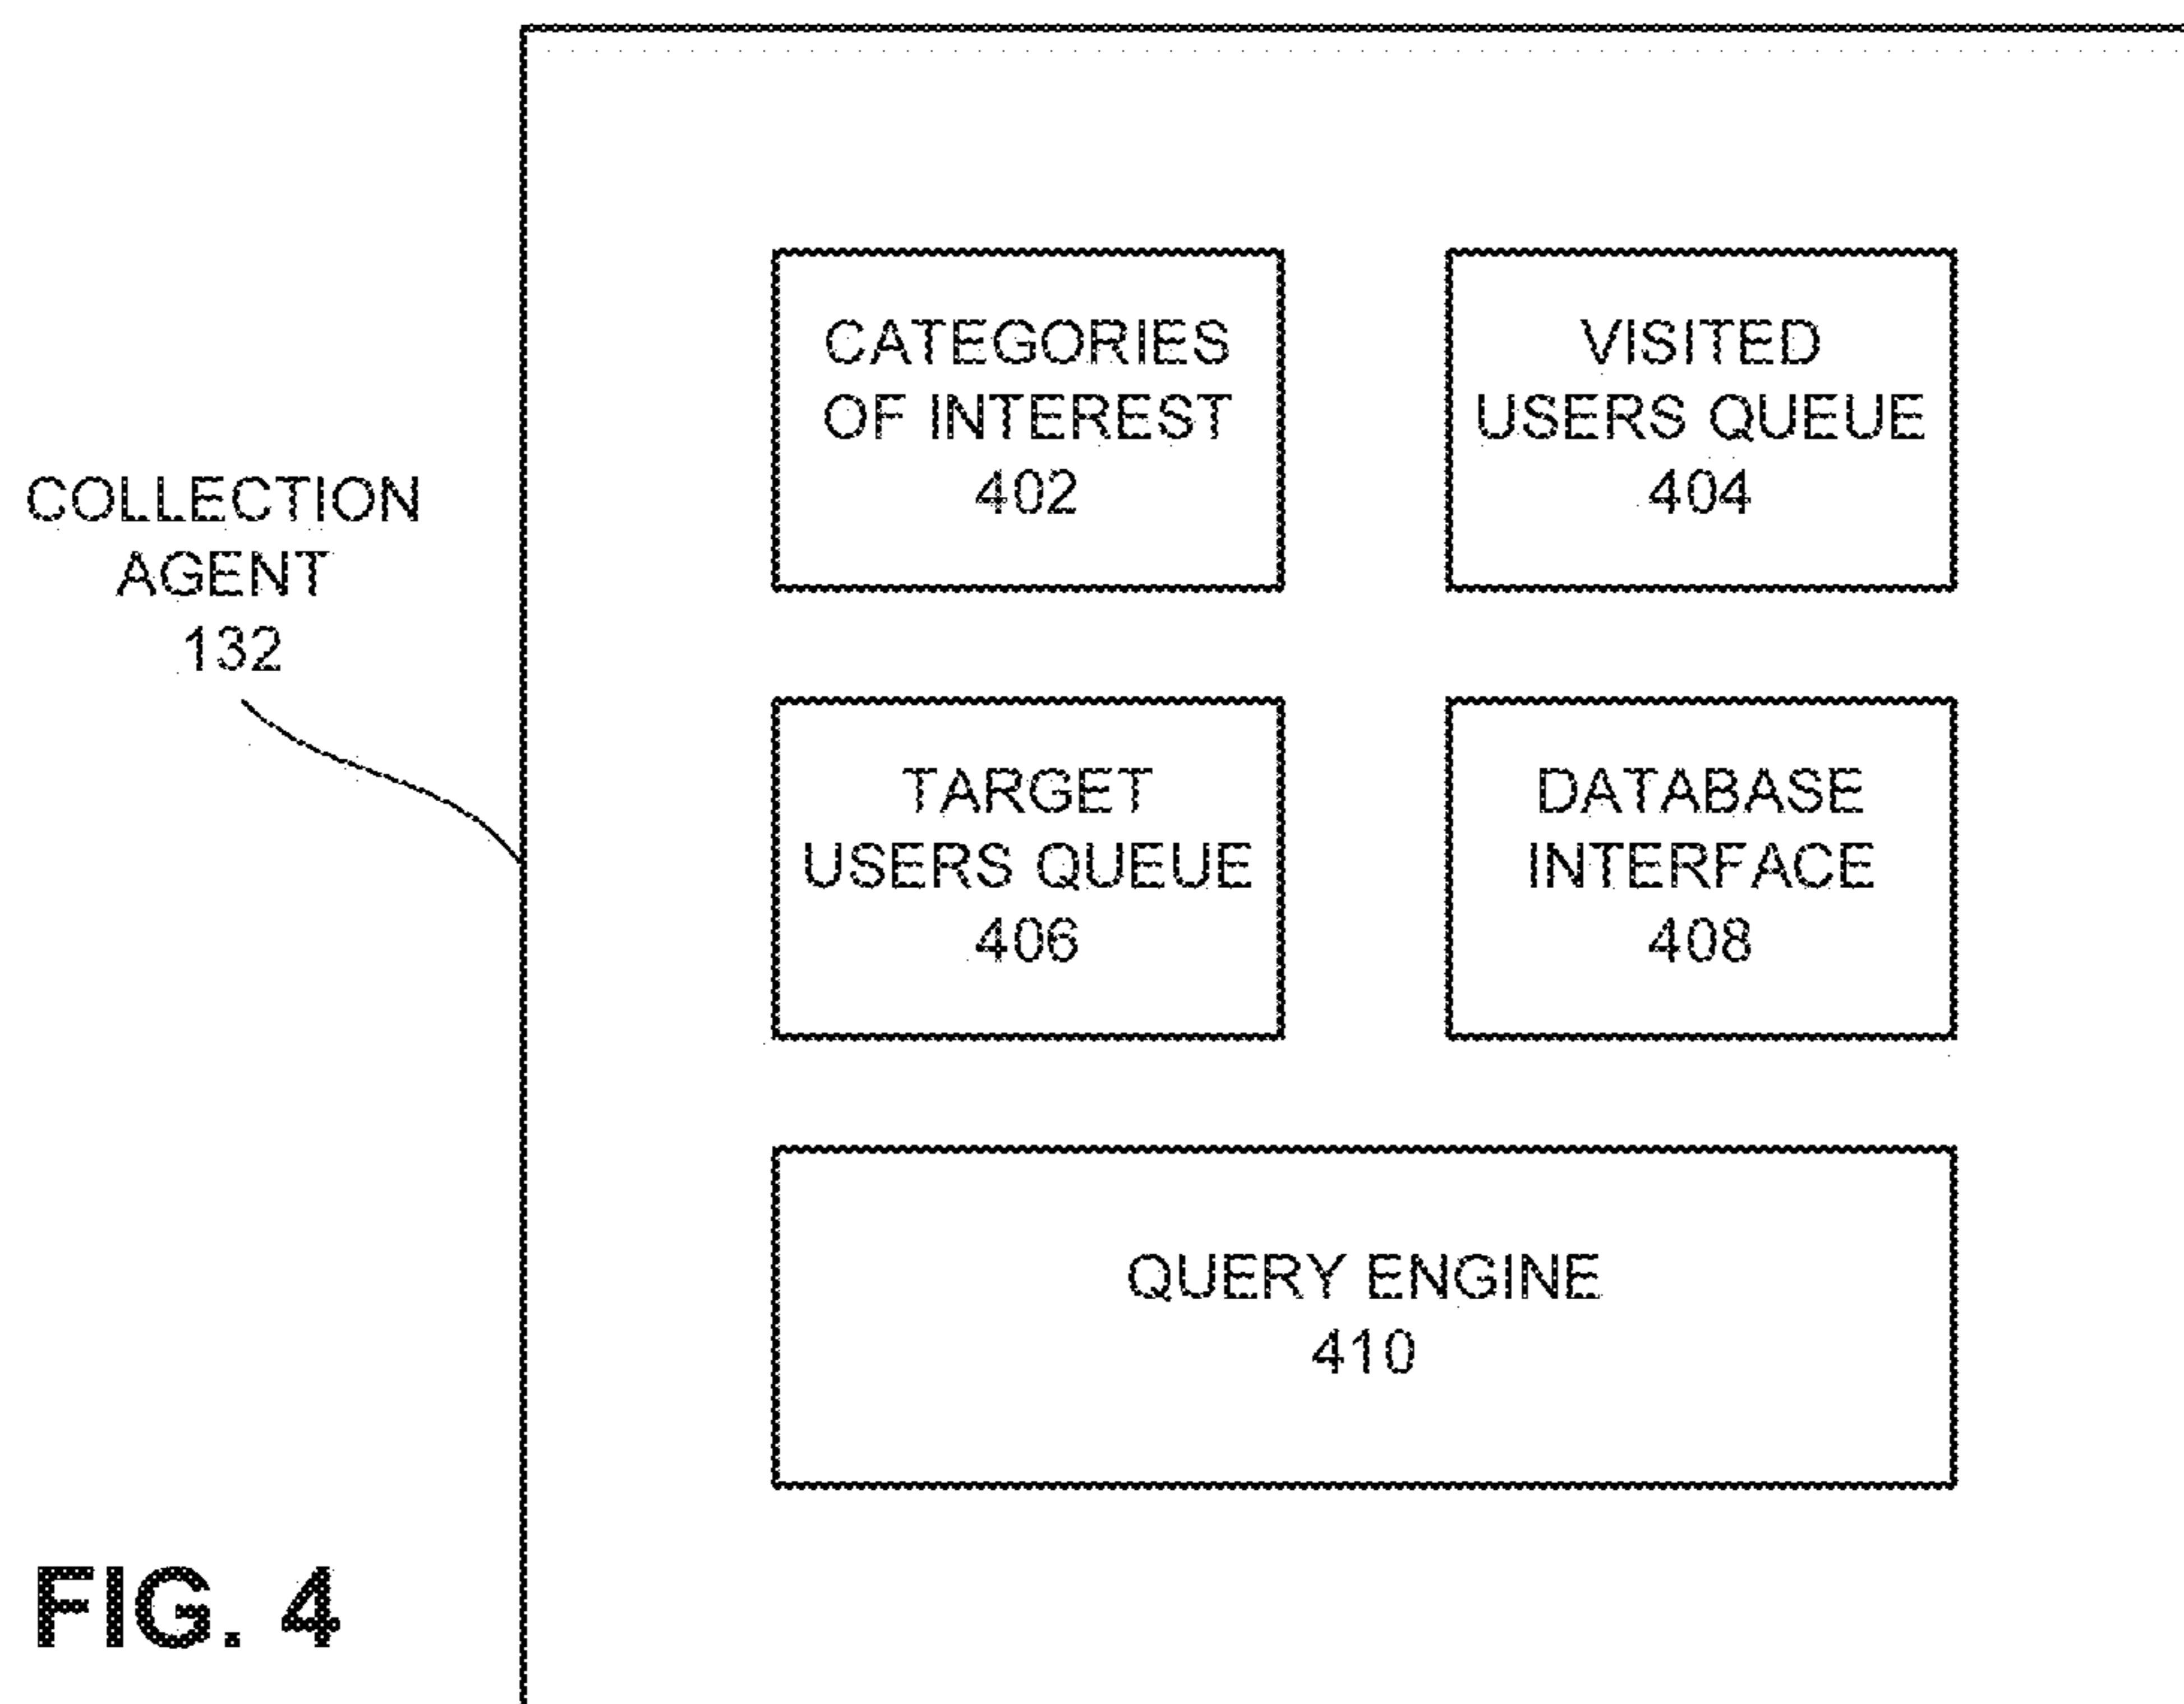 CATEGORIES
OF INTEREST
402
VISITED
USERS QUEUE
404
COLLECTION
AGENT
132
TARGET
USERS QUEUE
406
DATABASE
INTERFACE
408
QUERY ENGINE
410
FIG. 4